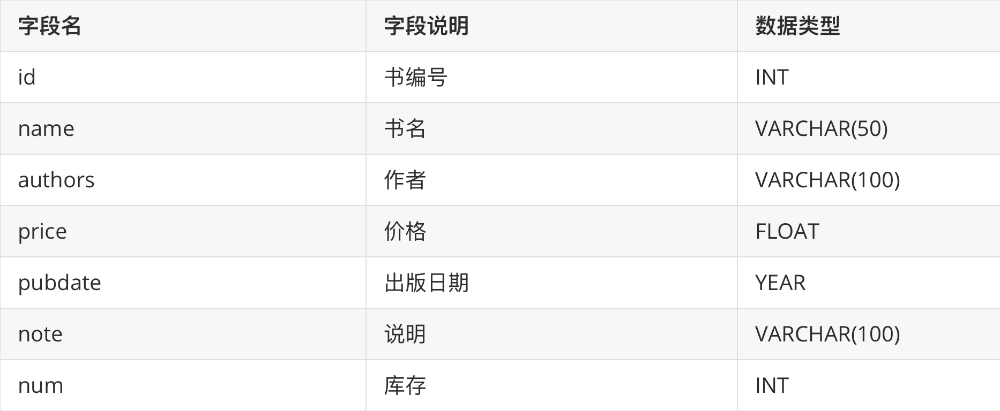 字段名 字段说明 数据类型
id 书编号 INT
name 书名 VARCHAR(50)
authors 作者 VARCHAR(100)
price 价格 FLOAT
pubdate 出版日期 YEAR
note 说明 VARCHAR(100)
num 库存 INT